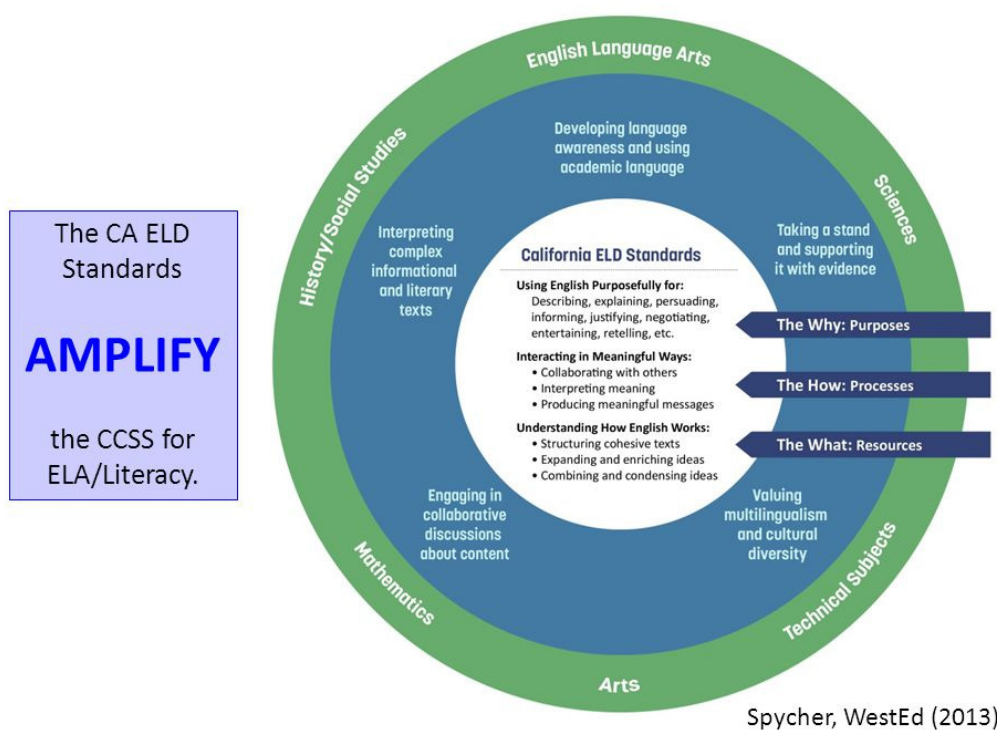 The CA ELD
Standards
AMPLIFY
the CCSS for
ELA/Literacy.
English Language Arts
History/Social Studies
Sciences
Mathematics
Technical Subjects
Arts
Developing language
awareness and using
academic language
Interpreting
complex
informational
and literary
texts
Taking a stand
and supporting
it with evidence
Engaging in
collaborative
discussions
about content
Valuing
multilingualism
and cultural
diversity
California ELD Standards
Using English Purposefully for:
Describing, explaining, persuading,
informing, justifying, negotiating,
entertaining, retelling, etc.
Interacting in Meaningful Ways:
• Collaborating with others
• Interpreting meaning
• Producing meaningful messages
Understanding How English Works:
• Structuring cohesive texts
• Expanding and enriching ideas
• Combining and condensing ideas
The Why: Purposes
The How: Processes
The What: Resources
Spycher, WestEd (2013)